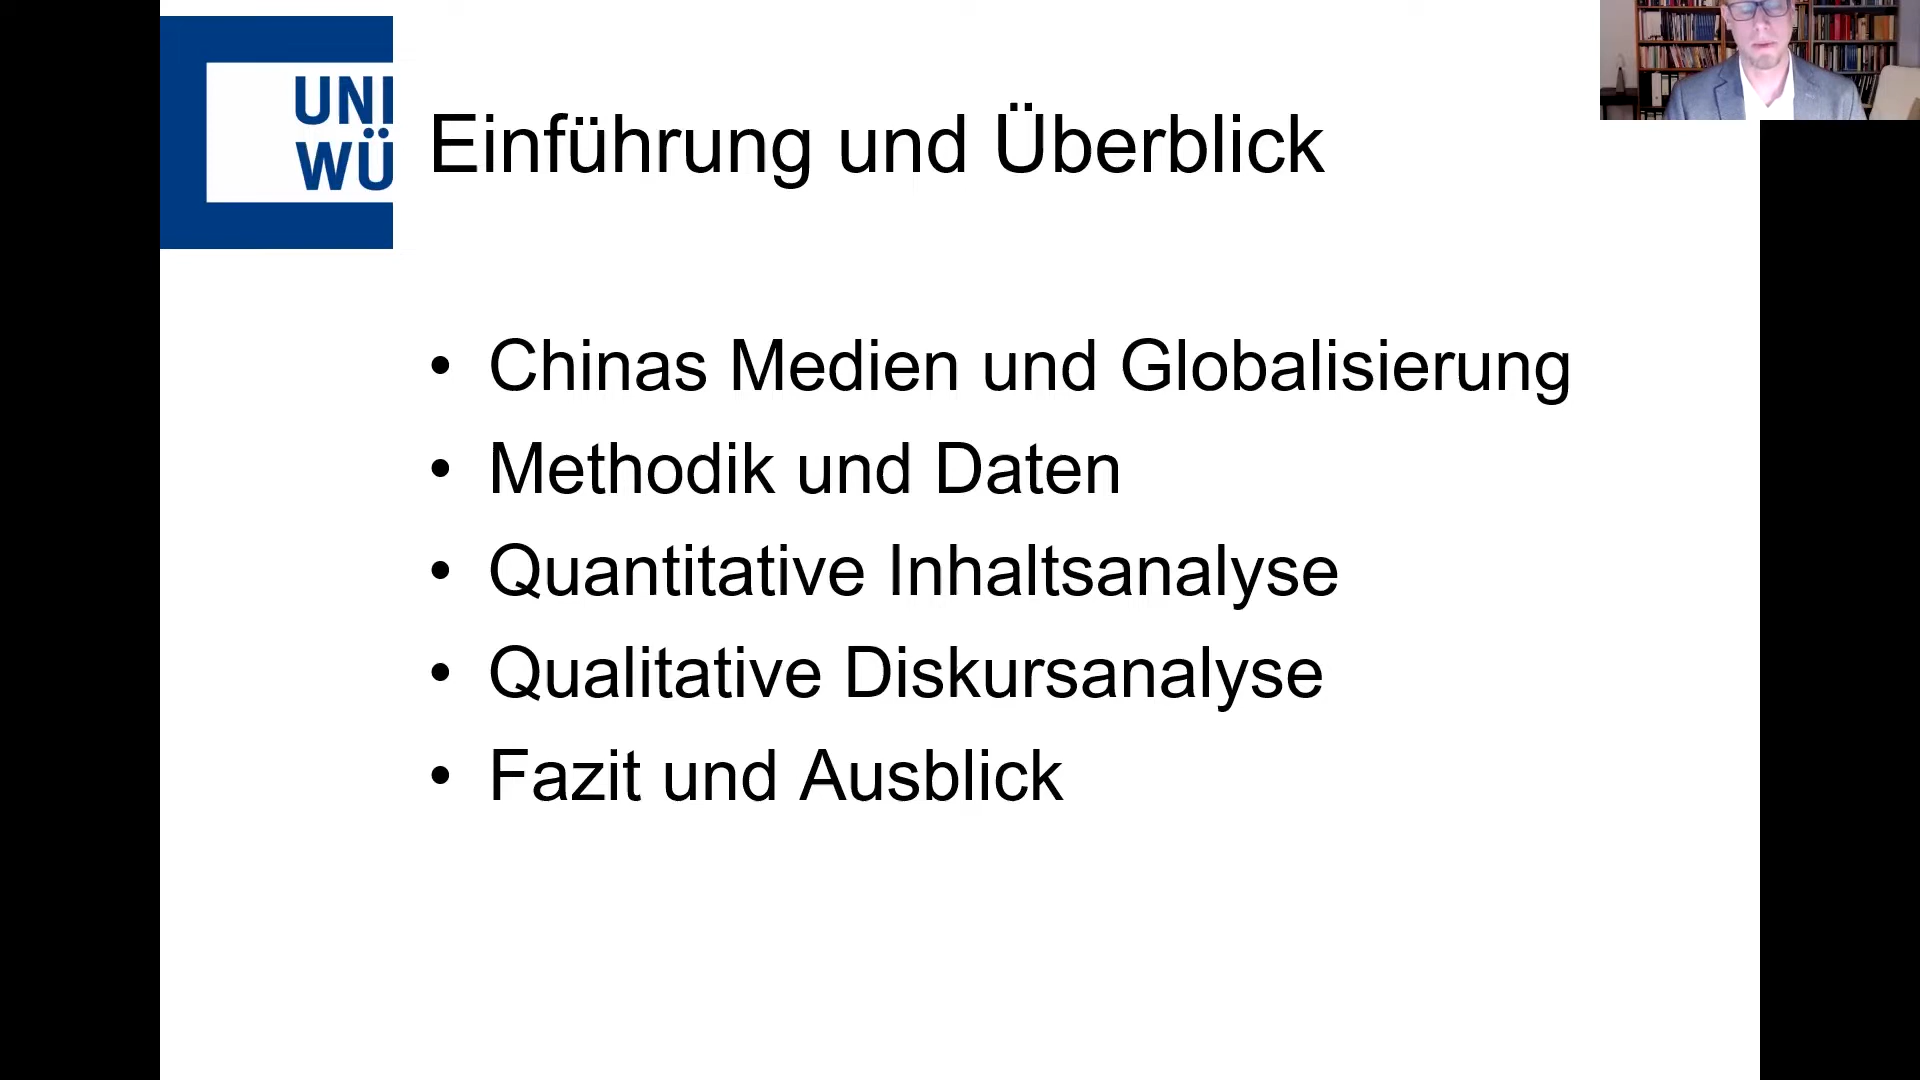 UNI
WÜ
Einführung und Überblick
• Chinas Medien und Globalisierung
• Methodik und Daten
• Quantitative Inhaltsanalyse
• Qualitative Diskursanalyse
• Fazit und Ausblick